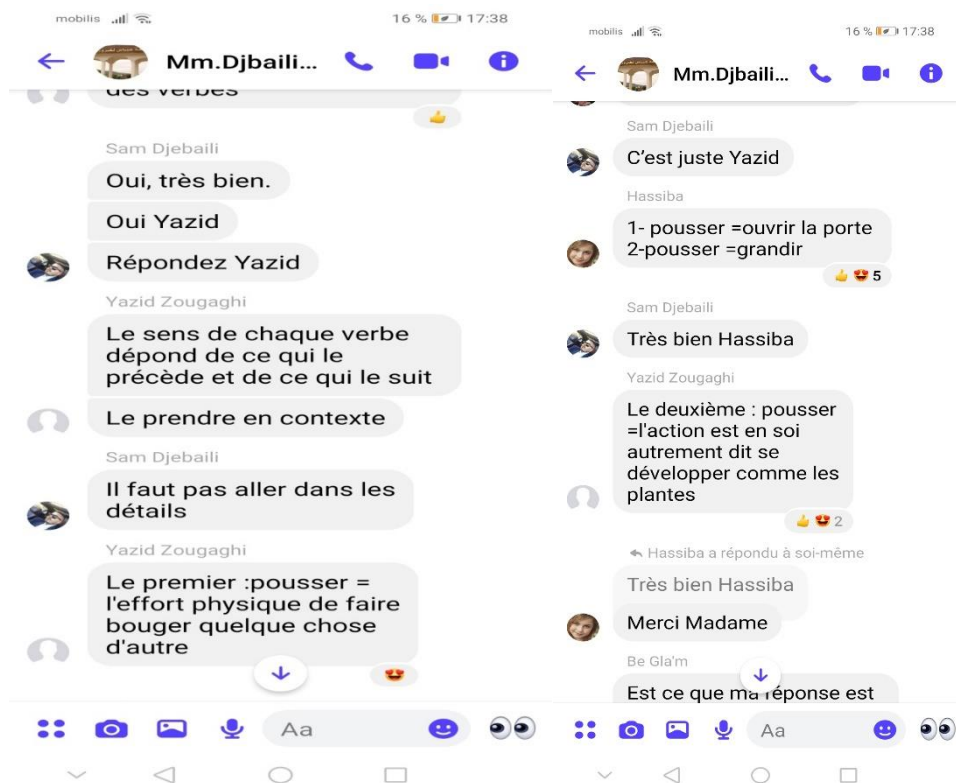 mobilis
16 % 17:38
Mm.Djbaili...
des verbes
Sam Djebaili
Oui, très bien.
Oui Yazid
Répondez Yazid
Yazid Zougaghi
Le sens de chaque verbe
dépond de ce qui le
précède et de ce qui le suit
Le prendre en contexte
Sam Djebaili
Il faut pas aller dans les
détails
Yazid Zougaghi
Le premier :pousser =
l'effort physique de faire
bouger quelque chose
d'autre
Aa
mobilis
16 % 17:38
Mm.Djbaili...
Sam Djebaili
C'est juste Yazid
Hassiba
1- pousser =ouvrir la porte
2-pousser =grandir
5
Sam Djebaili
Très bien Hassiba
Yazid Zougaghi
Le deuxième : pousser
=l'action est en soi
autrement dit se
développer comme les
plantes
2
Hassiba a répondu à soi-même
Très bien Hassiba
Merci Madame
Be Gla'm
Est ce que ma réponse est
Aa